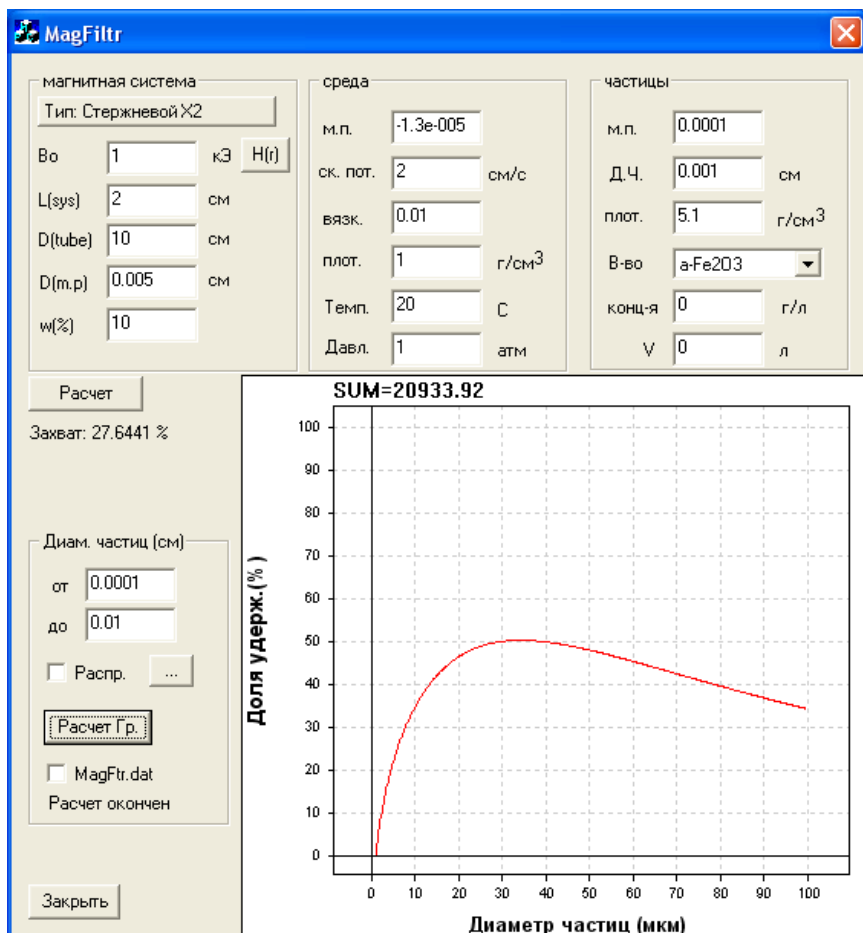 MagFiltr
магнитная система
Тип: Стержневой X2
Bo 1 кЭ H(r)
L(sys) 2 см
D(tube) 10 см
D(m.p) 0.005 см
w(%) 10
среда
м.п. -1.3e-005
ск. пот. 2 см/с
вязк. 0.01
плот. 1 г/см3
Темп. 20 С
Давл. 1 атм
частицы
м.п. 0.0001
Д.Ч. 0.001 см
плот. 5.1 г/см3
В-во a-Fe2O3
конц-я 0 г/л
V 0 л
Расчет
Захват: 27.6441 %
Диам. частиц (см)
от 0.0001
до 0.01
Распр. ...
Расчет Гр.
MagFtr.dat
Расчет окончен
Закрыть
SUM=20933.92
Доля удерж.(%)
100
90
80
70
60
50
40
30
20
10
0
0 10 20 30 40 50 60 70 80 90 100
Диаметр частиц (мкм)